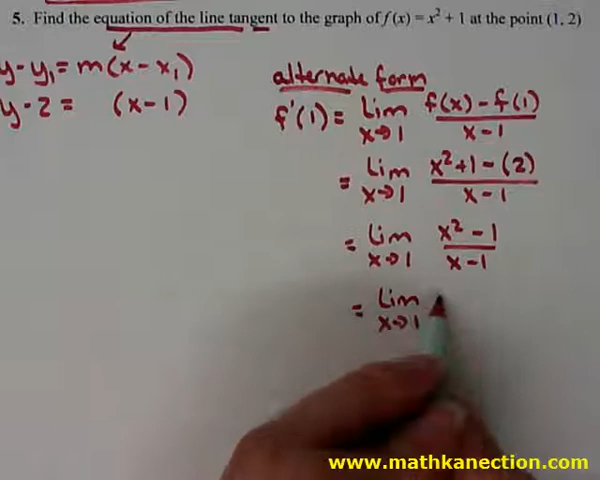 5. Find the equation of the line tangent to the graph of f(x) = x² + 1 at the point (1, 2)
y - y₁ = m(x - x₁)
y - 2 = (x - 1)
alternate form
f'(1) = Lim x→1 f(x) - f(1) / x - 1
= Lim x→1 x² + 1 - (2) / x - 1
= Lim x→1 x² - 1 / x - 1
= Lim x→1
www.mathkanection.com